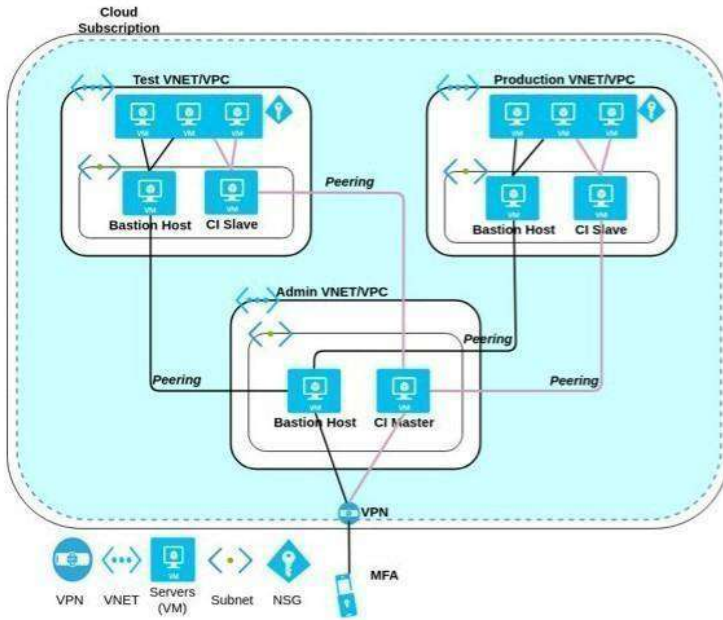 Cloud
Subscription
Test VNET/VPC
Production VNET/VPC
VM
VM
VM
VM
VM
VM
VM
VM
VM
VM
Bastion Host
CI Slave
Bastion Host
CI Slave
Peering
Admin VNET/VPC
Peering
Peering
Peering
VM
VM
Bastion Host
CI Master
VPN
MFA
VM
VPN
VNET
Servers
(VM)
Subnet
NSG